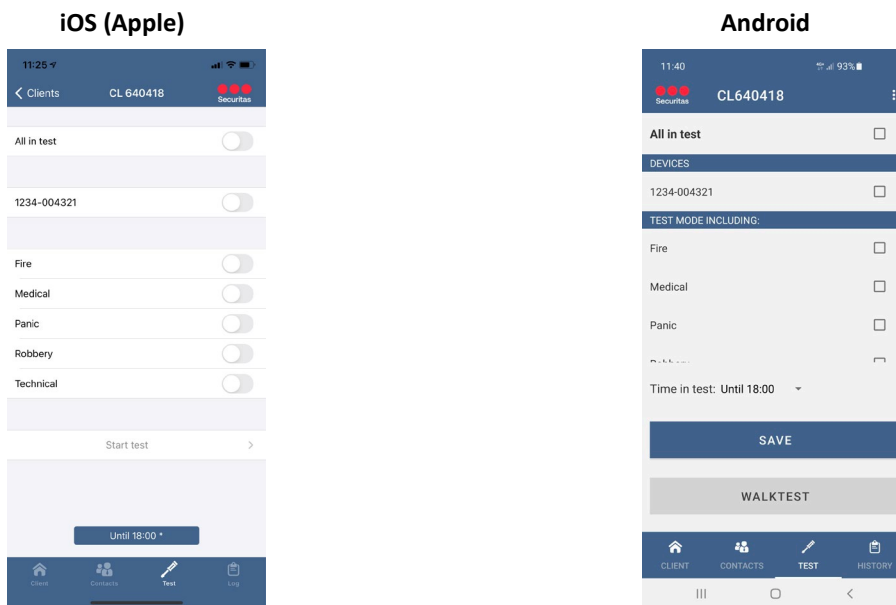 iOS (Apple)
11:25
Clients CL 640418 Securitas
All in test
1234-004321
Fire
Medical
Panic
Robbery
Technical
Start test
Until 18:00 *
Client Contacts Test Log
Android
11:40 93%
Securitas CL640418
All in test
DEVICES
1234-004321
TEST MODE INCLUDING:
Fire
Medical
Panic
Time in test: Until 18:00
SAVE
WALKTEST
CLIENT CONTACTS TEST HISTORY